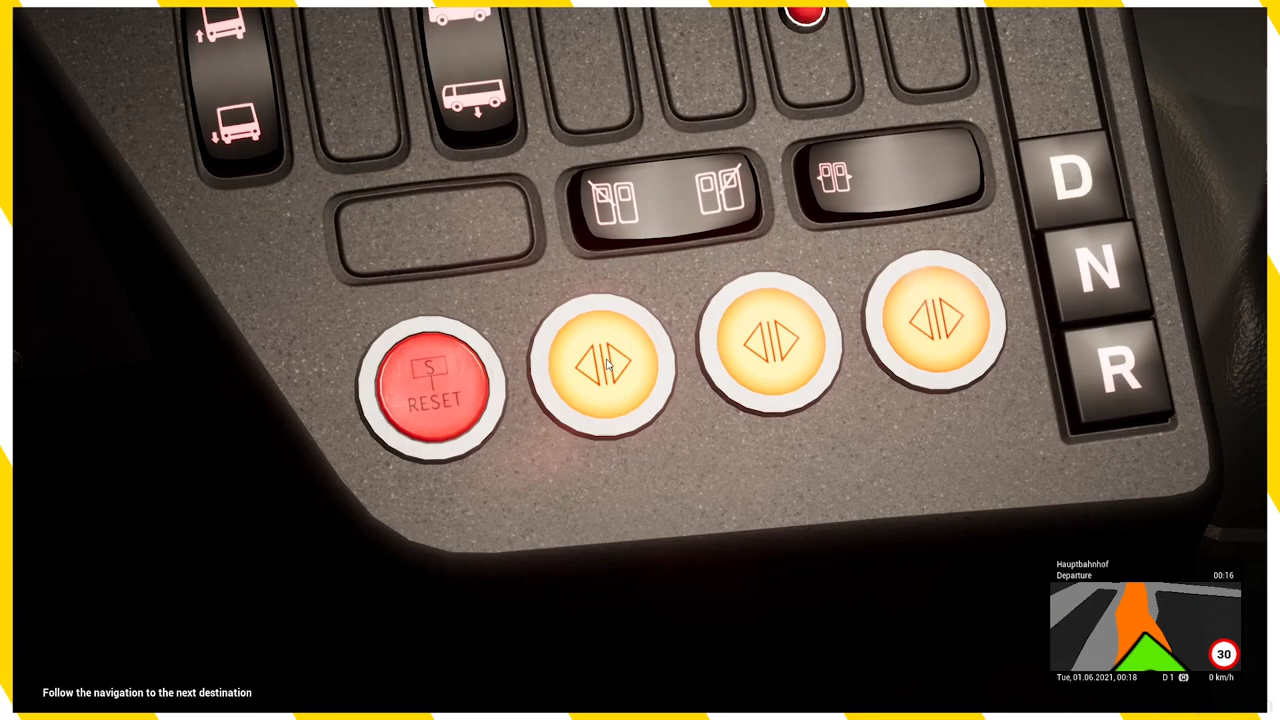 D
N
S
RESET
R
Hauptbahnhof
Departure 00:16
30
Tue, 01.06.2021, 00:18 D 1 0 km/h
Follow the navigation to the next destination